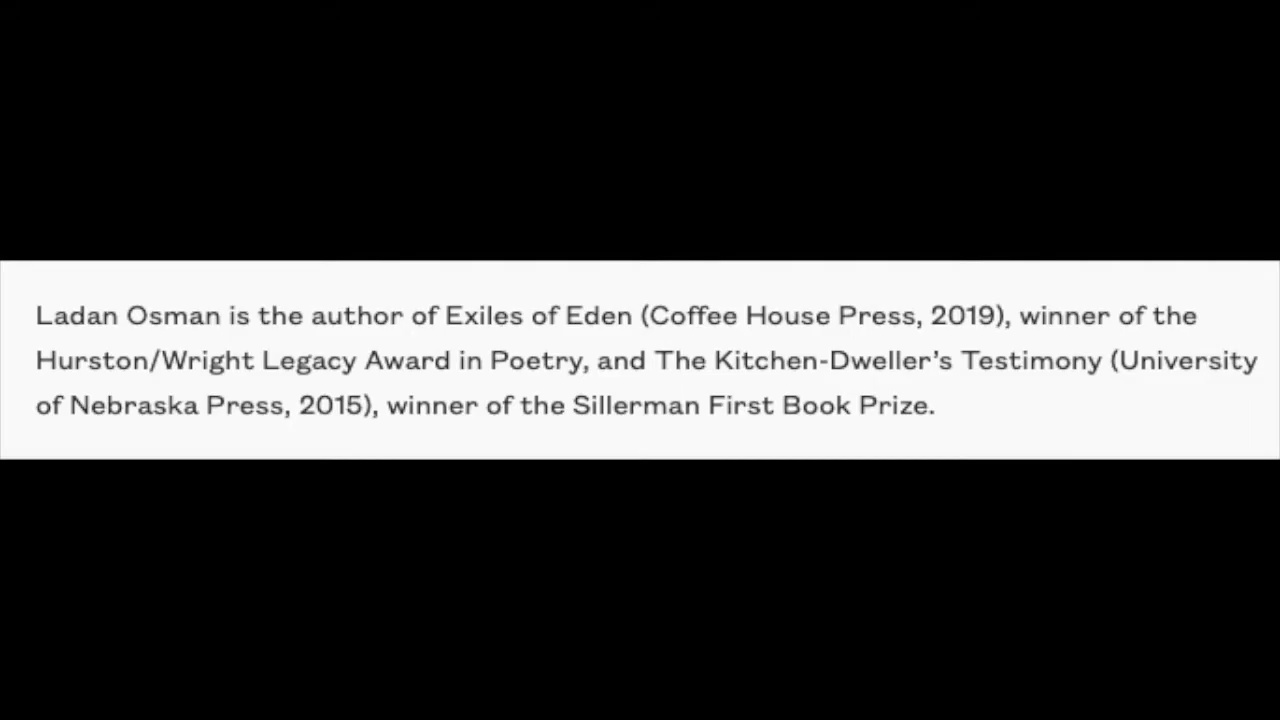 Ladan Osman is the author of Exiles of Eden (Coffee House Press, 2019), winner of the
Hurston/Wright Legacy Award in Poetry, and The Kitchen-Dweller’s Testimony (University
of Nebraska Press, 2015), winner of the Sillerman First Book Prize.